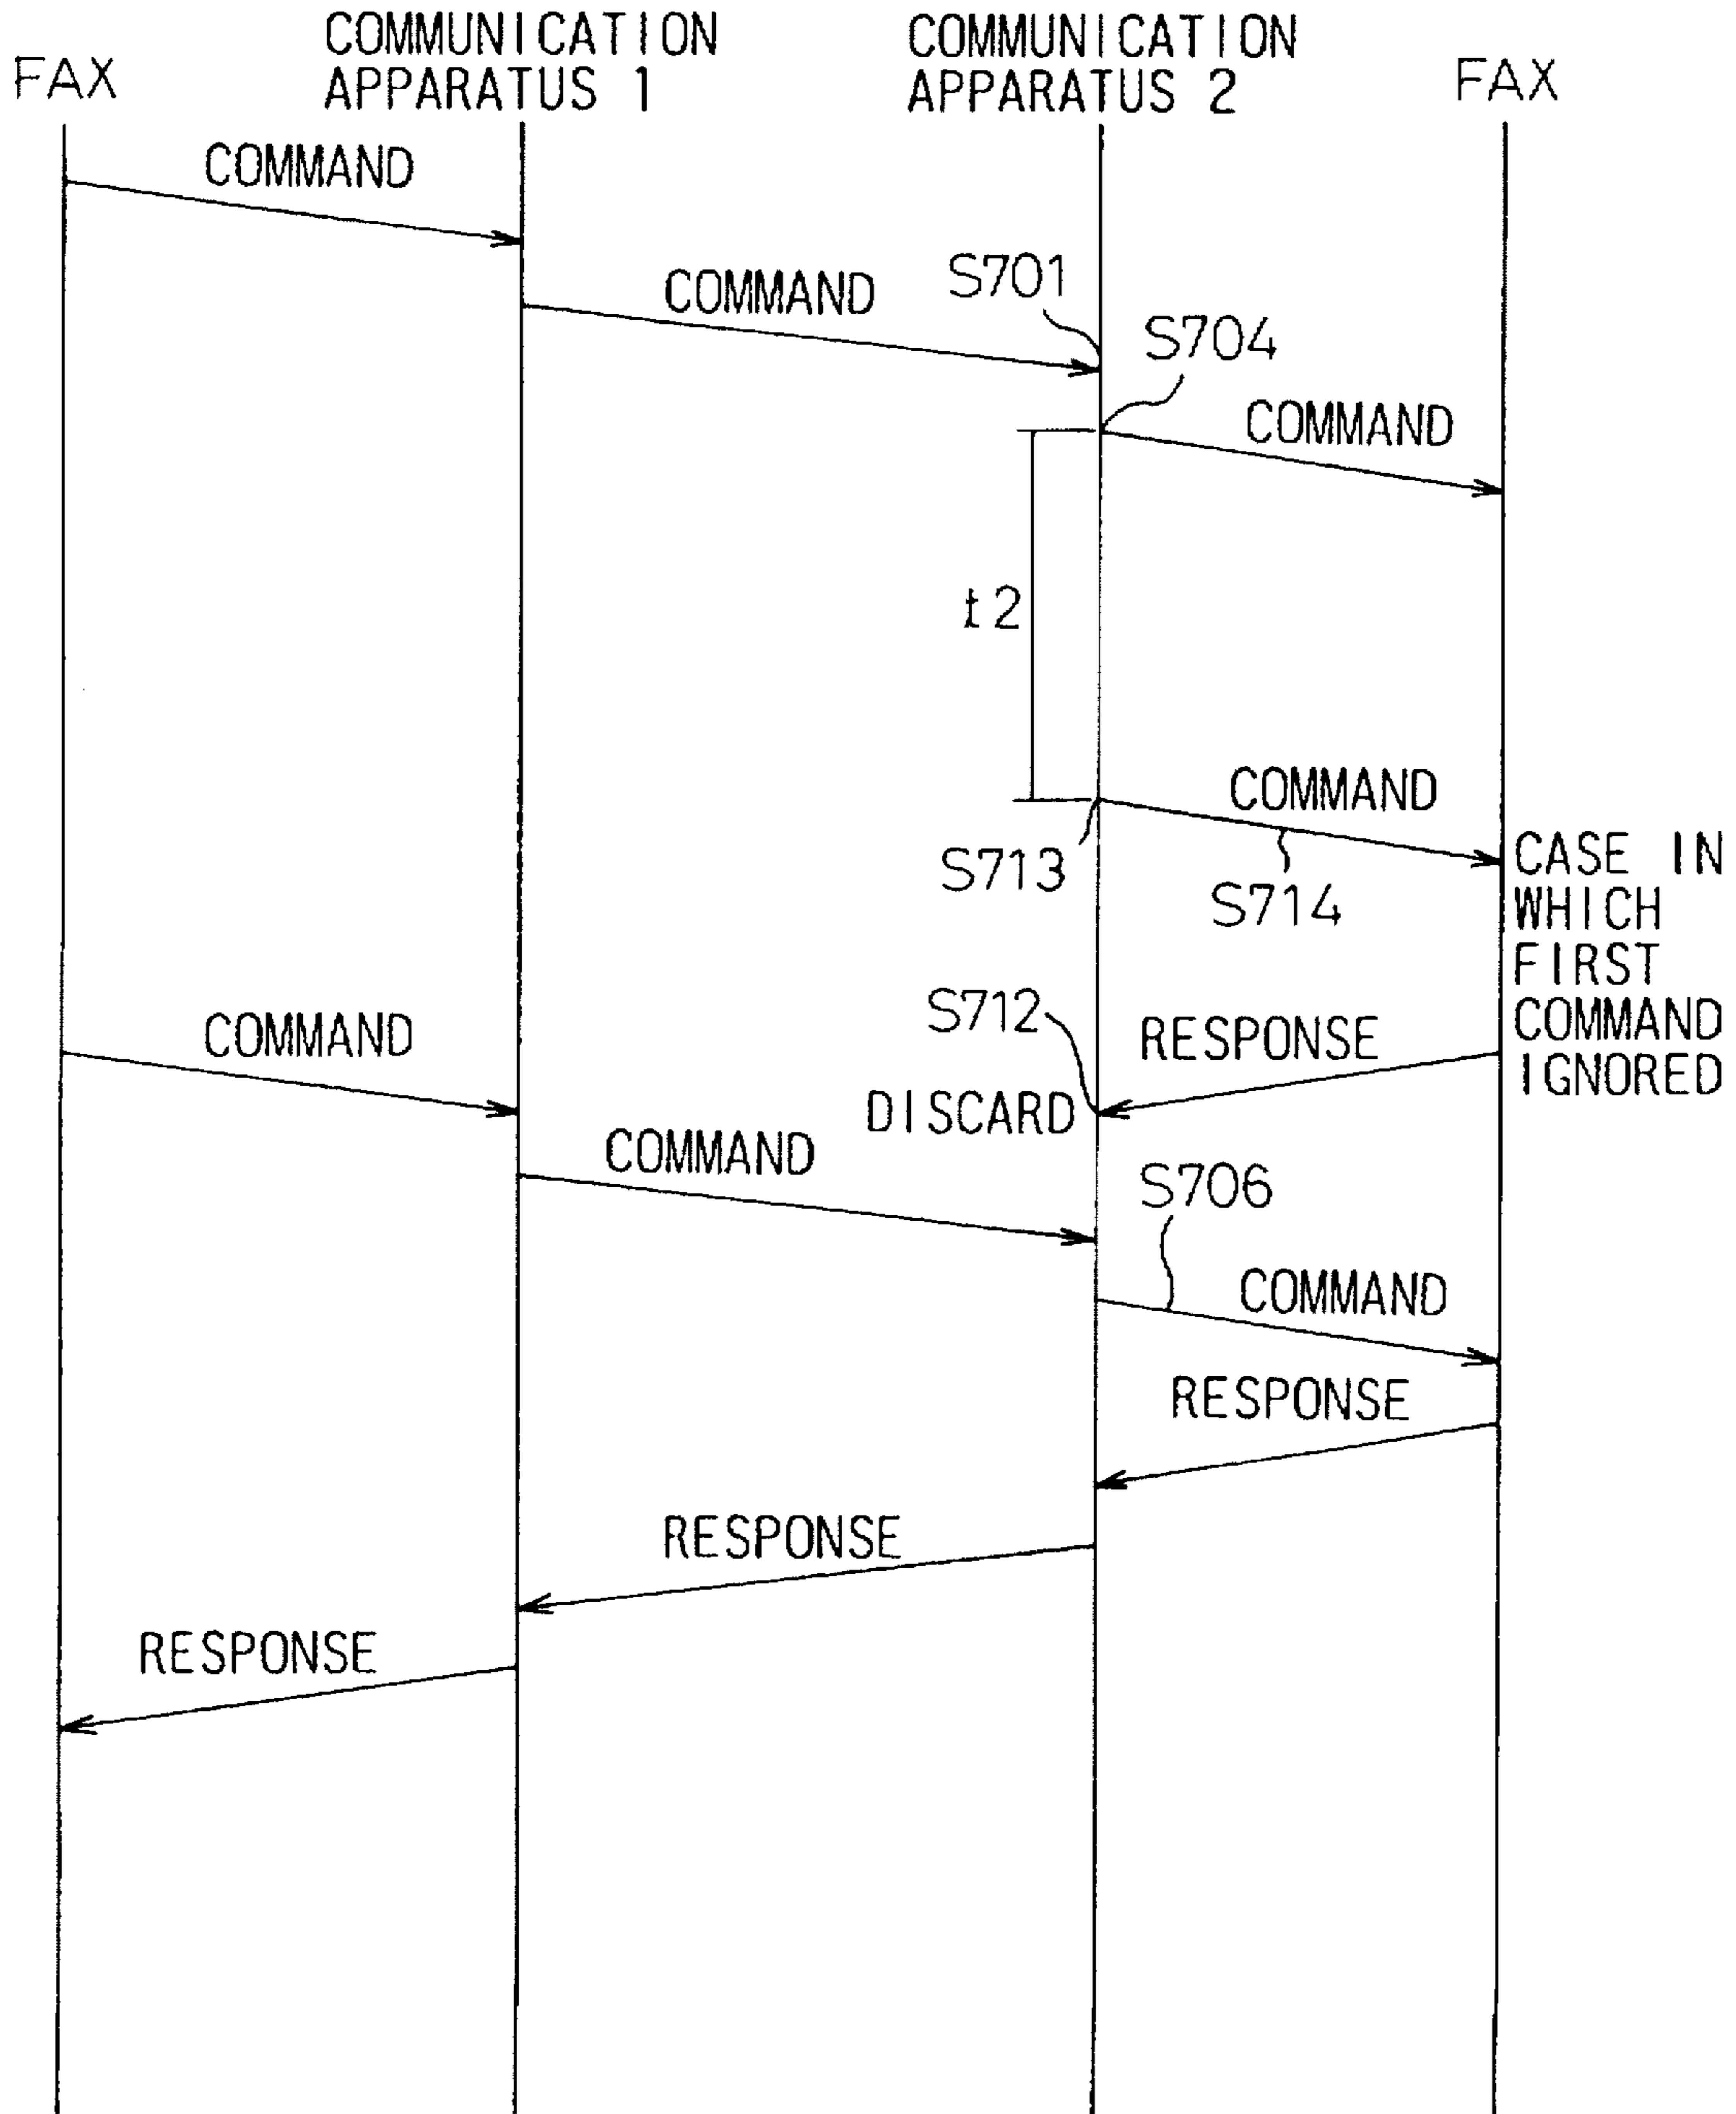 FAX
COMMUNICATION
APPARATUS 1
COMMUNICATION
APPARATUS 2
FAX
COMMAND
COMMAND
S701
S704
COMMAND
t2
COMMAND
S713
S714
CASE IN
WHICH
FIRST
COMMAND
IGNORED
COMMAND
S712
RESPONSE
DISCARD
COMMAND
S706
COMMAND
RESPONSE
RESPONSE
RESPONSE